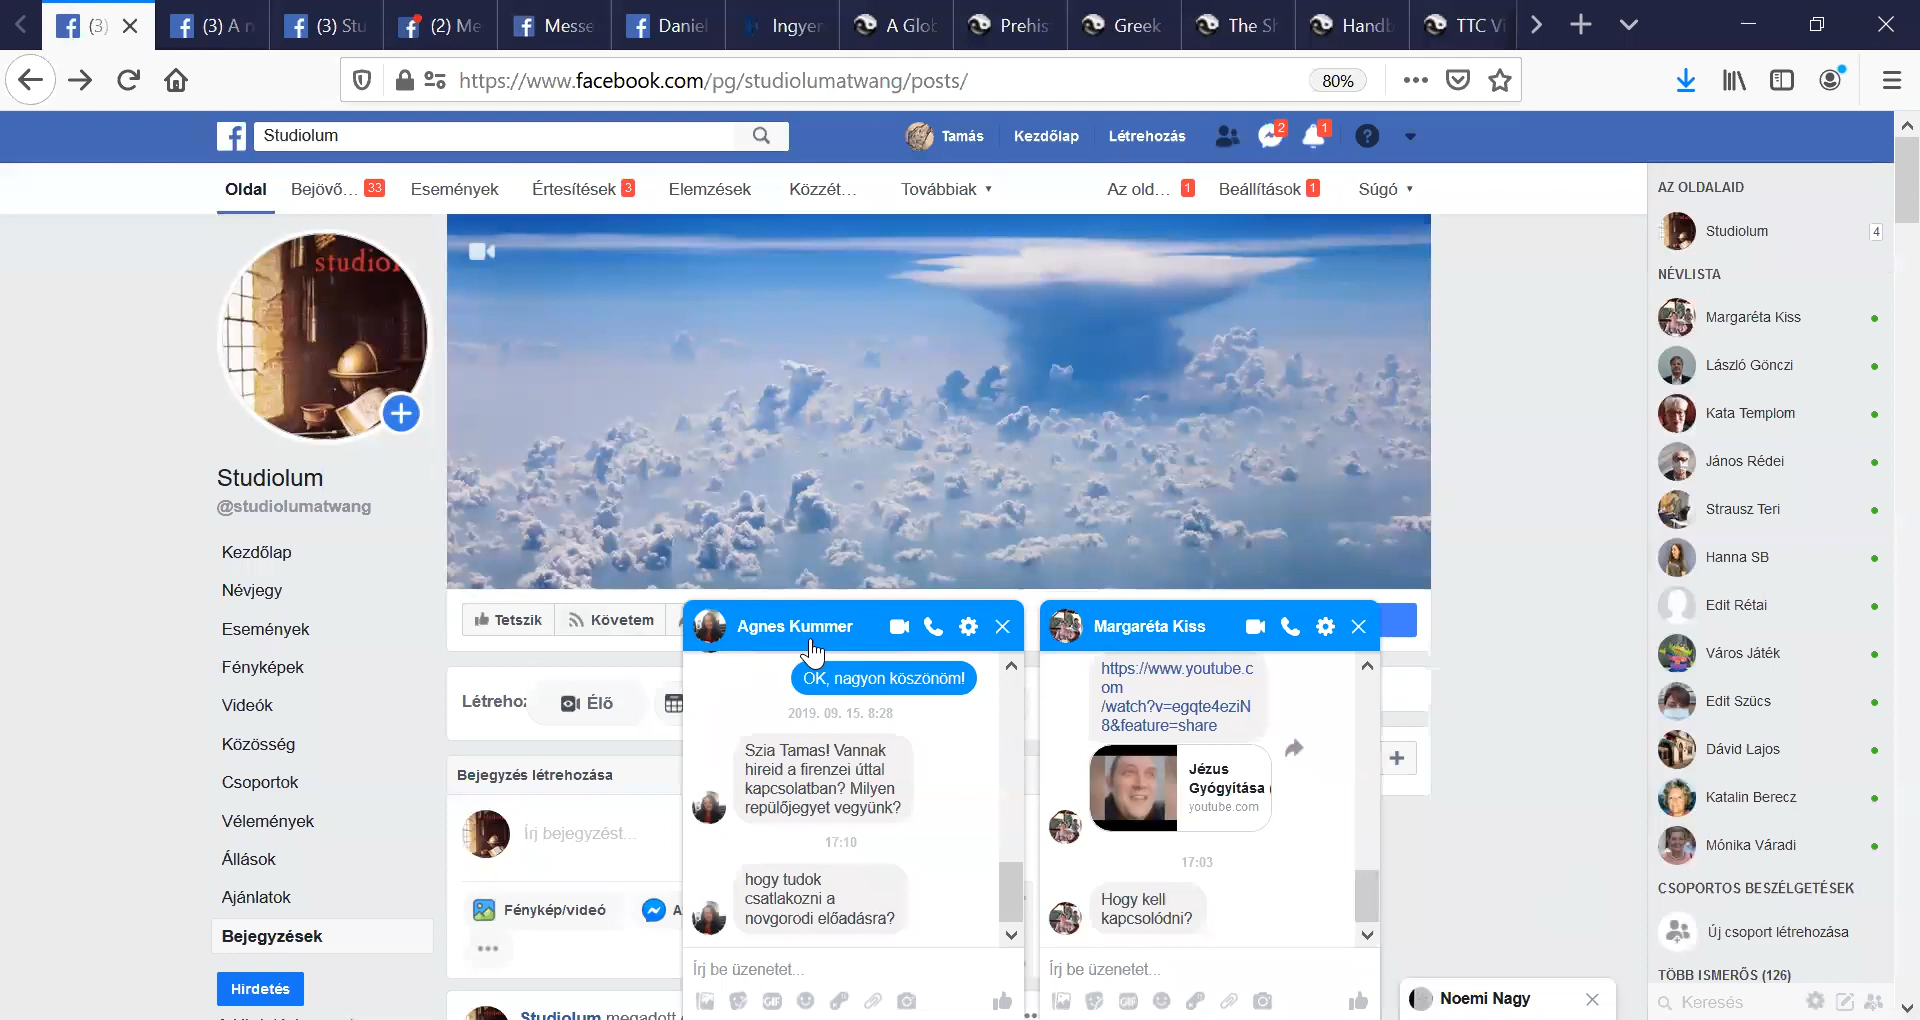 (3)
(3) A n
(3) Stu
(2) Me
Messe
Daniel
Ingyen
A Glob
Prehis
Greek
The Sh
Handb
TTC Vi
https://www.facebook.com/pg/studiolumatwang/posts/
80%
Studiolum
Tamás
Kezdőlap
Létrehozás
2
1
Oldal
Bejövő... 33
Események
Értesítések 3
Elemzések
Közzét...
Továbbiak
Az old... 1
Beállítások 1
Súgó
Studiolum
@studiolumatwang
Kezdőlap
Névjegy
Események
Fényképek
Videók
Közösség
Csoportok
Vélemények
Állások
Ajánlatok
Bejegyzések
Hirdetés
Tetszik
Követem
Élő
Bejegyzés létrehozása
Írj bejegyzést...
Fénykép/videó
Studiolum megadott
Agnes Kummer
OK, nagyon köszönöm!
2019. 09. 15. 8:28
Szia Tamas! Vannak
hireid a firenzei úttal
kapcsolatban? Milyen
repülőjegyet vegyünk?
17:10
hogy tudok
csatlakozni a
novgorodi előadásra?
Írj be üzenetet...
GIF
Margaréta Kiss
https://www.youtube.c
om
/watch?v=egqte4eziN
8&feature=share
Jézus
Gyógyítása
youtube.com
17:03
Hogy kell
kapcsolódni?
Írj be üzenetet...
GIF
Noemi Nagy
AZ OLDALAID
Studiolum
4
NÉVLISTA
Margaréta Kiss
László Gönczi
Kata Templom
János Rédei
Strausz Teri
Hanna SB
Edit Rétai
Város Játék
Edit Szücs
Dávid Lajos
Katalin Berecz
Mónika Váradi
CSOPORTOS BESZÉLGETÉSEK
Új csoport létrehozása
TÖBB ISMERŐS (126)
Keresés